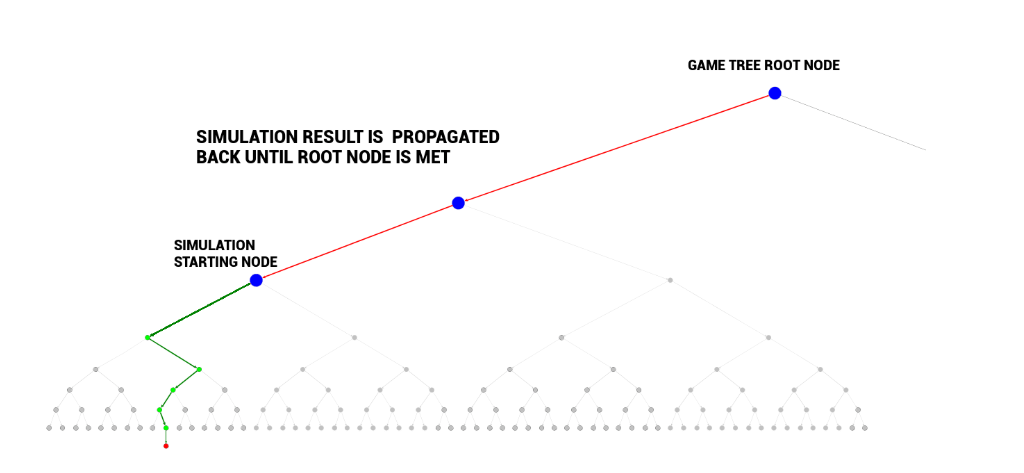 GAME TREE ROOT NODE
SIMULATION RESULT IS PROPAGATED
BACK UNTIL ROOT NODE IS MET
SIMULATION
STARTING NODE